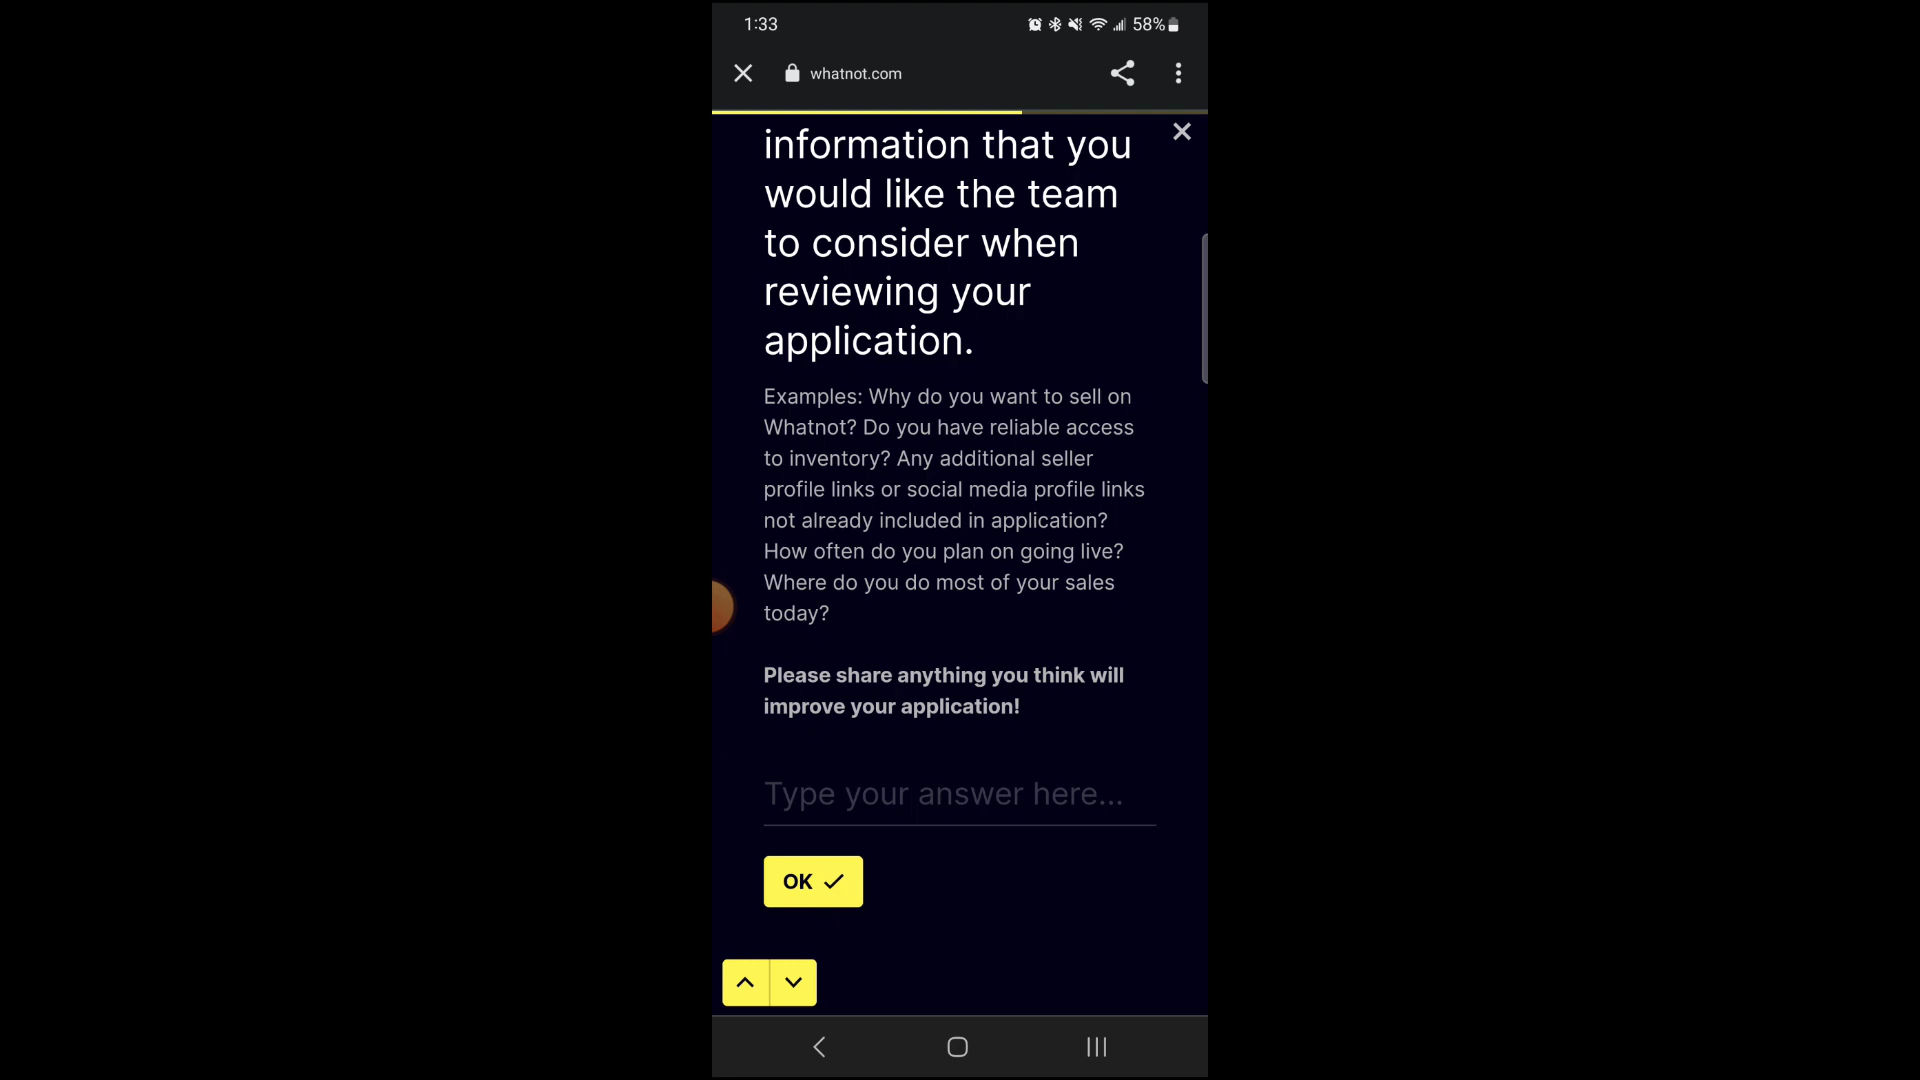 1:33
58%
whatnot.com
information that you
would like the team
to consider when
reviewing your
application.
Examples: Why do you want to sell on
Whatnot? Do you have reliable access
to inventory? Any additional seller
profile links or social media profile links
not already included in application?
How often do you plan on going live?
Where do you do most of your sales
today?
Please share anything you think will
improve your application!
Type your answer here...
OK